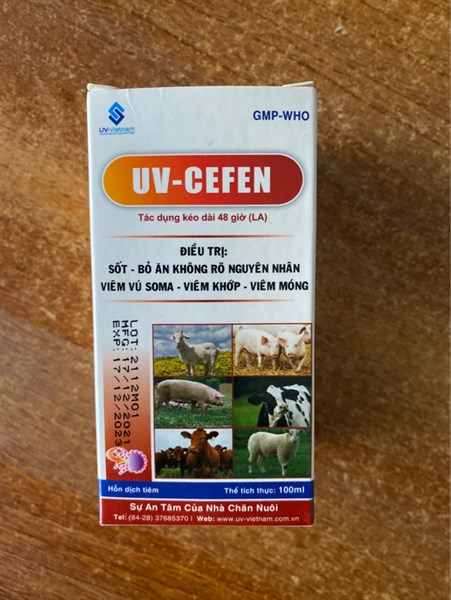 UV-Vietnam
GMP-WHO
UV-CEFEN
Tác dụng kéo dài 48 giờ (LA)
ĐIỀU TRỊ:
SỐT - BỎ ĂN KHÔNG RÕ NGUYÊN NHÂN
VIÊM VÚ SOMA - VIÊM KHỚP - VIÊM MÓNG
LOT: 2112M01
MFG: 17/12/2021
EXP: 17/12/2023
Hỗn dịch tiêm
Thể tích thực: 100ml
Sự An Tâm Của Nhà Chăn Nuôi
Tel: (84-28) 37685370 I Web: www.uv-vietnam.com.vn